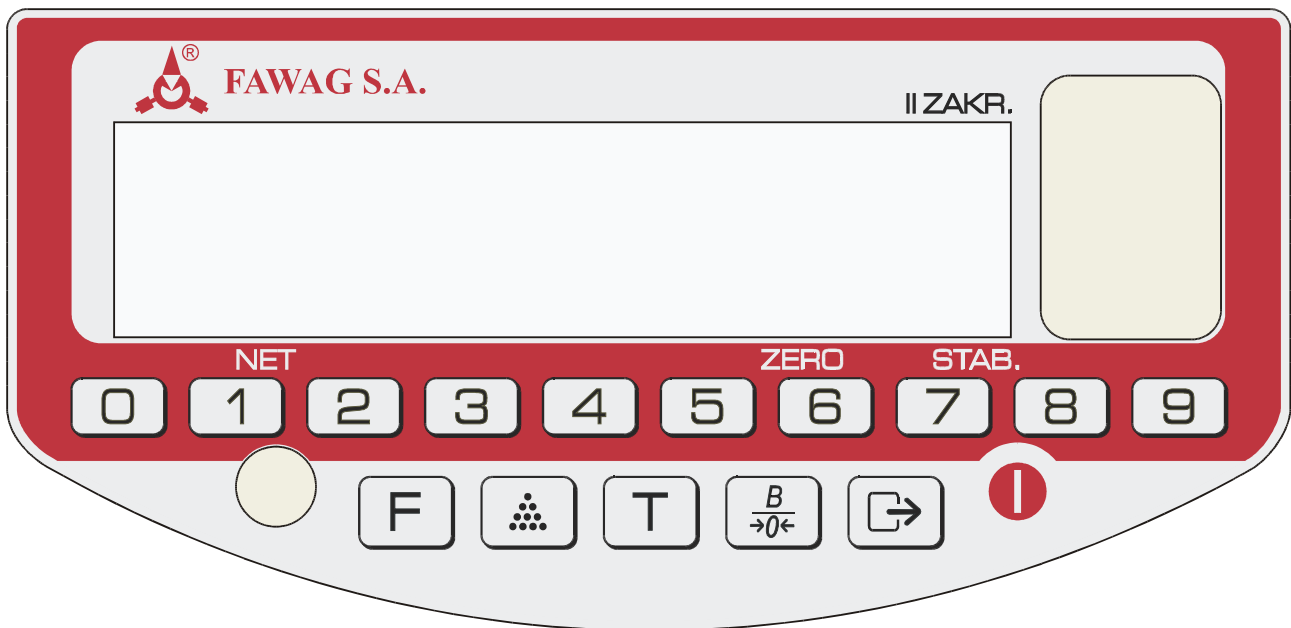 ® FAWAG S.A.
II ZAKR.
NET ZERO STAB.
0 1 2 3 4 5 6 7 8 9
F T B
→0←